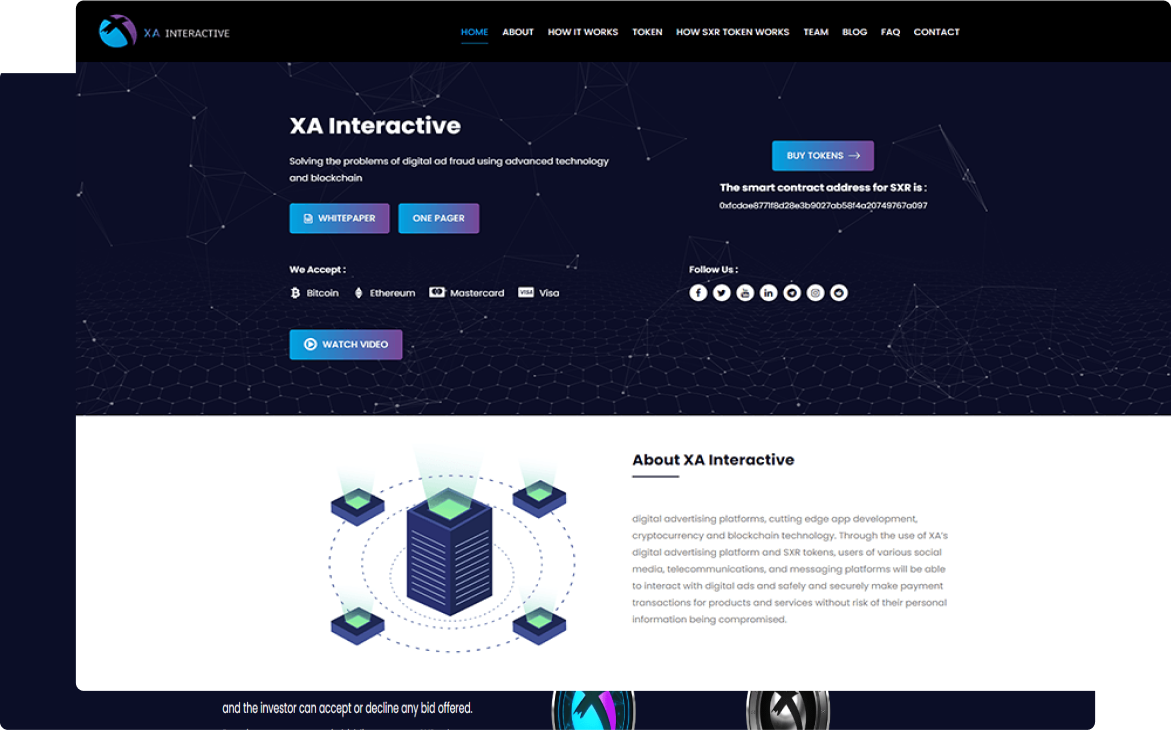 XA INTERACTIVE
HOME ABOUT HOW IT WORKS TOKEN HOW SXR TOKEN WORKS TEAM BLOG FAQ CONTACT
XA Interactive
Solving the problems of digital ad fraud using advanced technology
and blockchain
WHITEPAPER ONE PAGER
BUY TOKENS
The smart contract address for SXR is :
0xfcdae8771f8d28e3b9027ab58f4a20749767a097
We Accept :
Bitcoin Ethereum Mastercard VISA Visa
Follow Us :
WATCH VIDEO
About XA Interactive
digital advertising platforms, cutting edge app development,
cryptocurrency and blockchain technology. Through the use of XA's
digital advertising platform and SXR tokens, users of various social
media, telecommunications, and messaging platforms will be able
to interact with digital ads and safely and securely make payment
transactions for products and services without risk of their personal
information being compromised.
and the investor can accept or decline any bid offered.